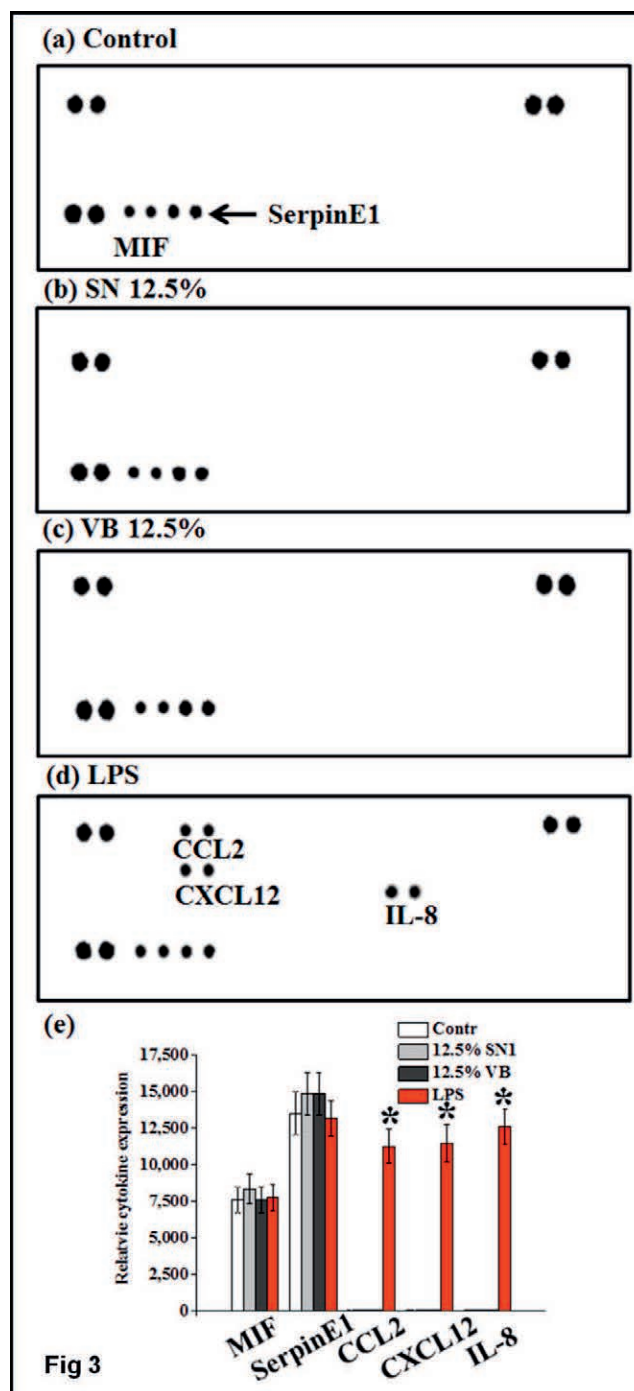 (a) Control
SerpinE1
MIF
(b) SN 12.5%
(c) VB 12.5%
(d) LPS
CCL2
CXCL12
IL-8
(e)
Contr
12.5% SN1
12.5% VB
LPS
17,500
15,000
12,500
10,000
7,500
5,000
2,500
0
Relatvie cytokine expression
* * *
MIF
SerpinE1
CCL2
CXCL12
IL-8
Fig 3